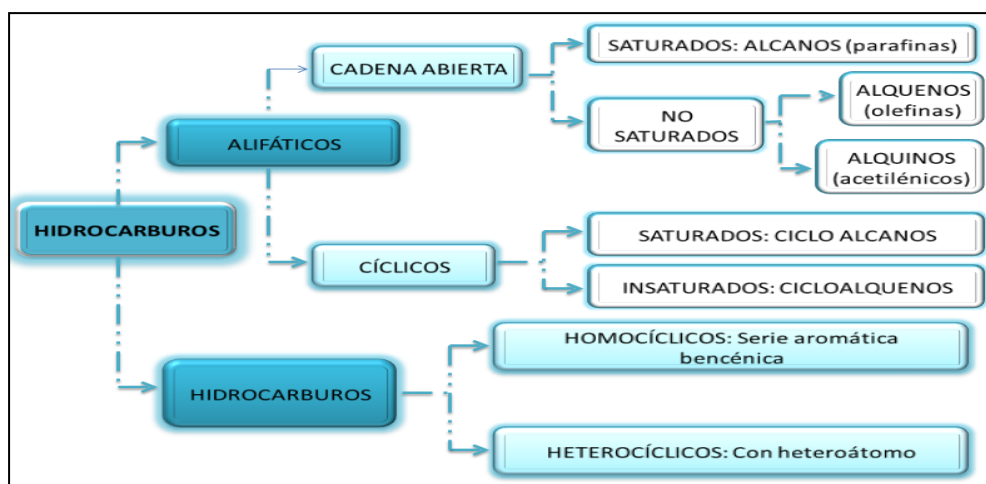 HIDROCARBUROS
ALIFÁTICOS
CADENA ABIERTA
SATURADOS: ALCANOS (parafinas)
NO
SATURADOS
ALQUENOS
(olefinas)
ALQUINOS
(acetilénicos)
CÍCLICOS
SATURADOS: CICLO ALCANOS
INSATURADOS: CICLOALQUENOS
HIDROCARBUROS
HOMOCÍCLICOS: Serie aromática
bencénica
HETEROCÍCLICOS: Con heteroátomo